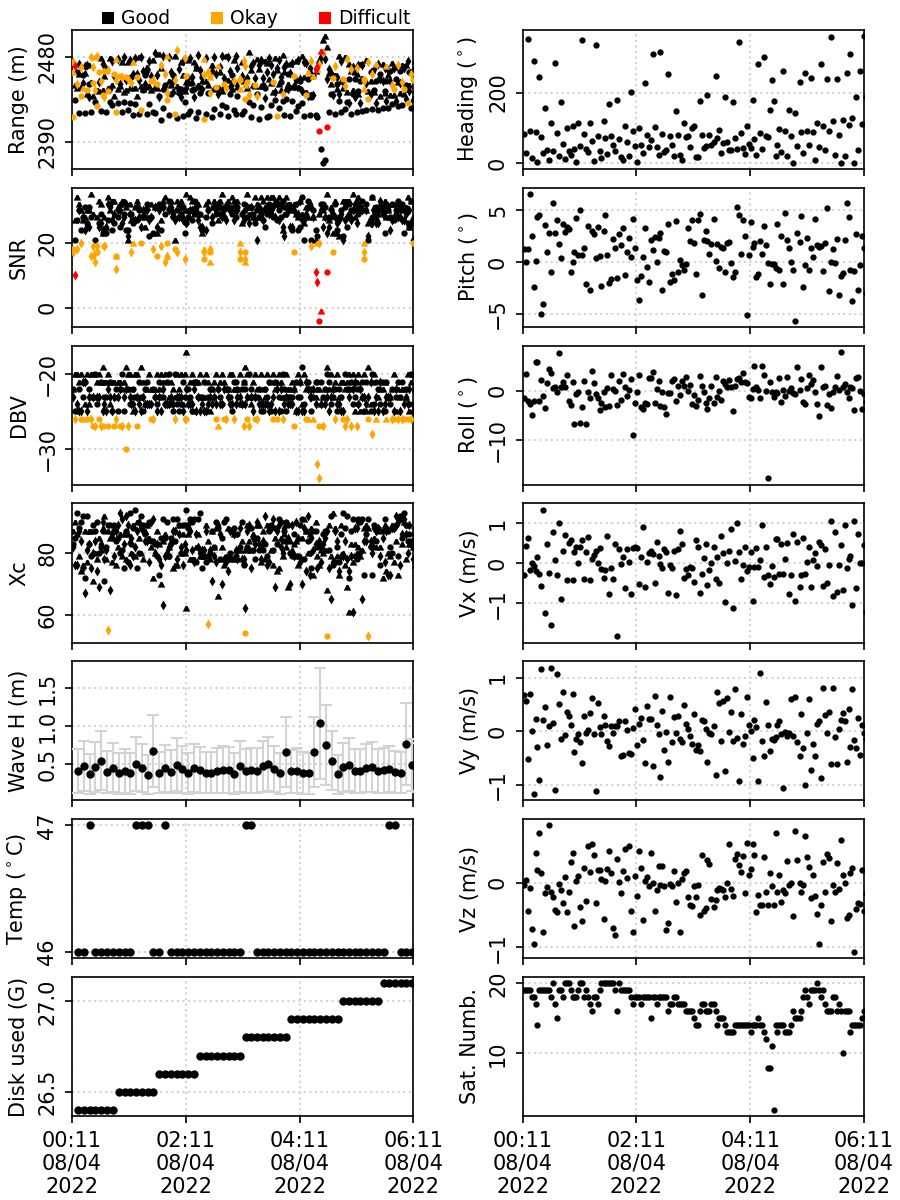 Good Okay Difficult
Range (m)
2480
2390
Heading (°)
200
0
SNR
20
0
Pitch (°)
5
0
−5
DBV
−20
−30
Roll (°)
0
−10
Xc
80
60
Vx (m/s)
1
0
−1
Wave H (m)
1.5
1.0
0.5
Vy (m/s)
1
0
−1
Temp (°C)
47
46
Vz (m/s)
0
−1
Disk used (G)
27.0
26.5
Sat. Numb.
20
10
00:11 02:11 04:11 06:11 00:11 02:11 04:11 06:11
08/04 08/04 08/04 08/04 08/04 08/04 08/04 08/04
2022 2022 2022 2022 2022 2022 2022 2022